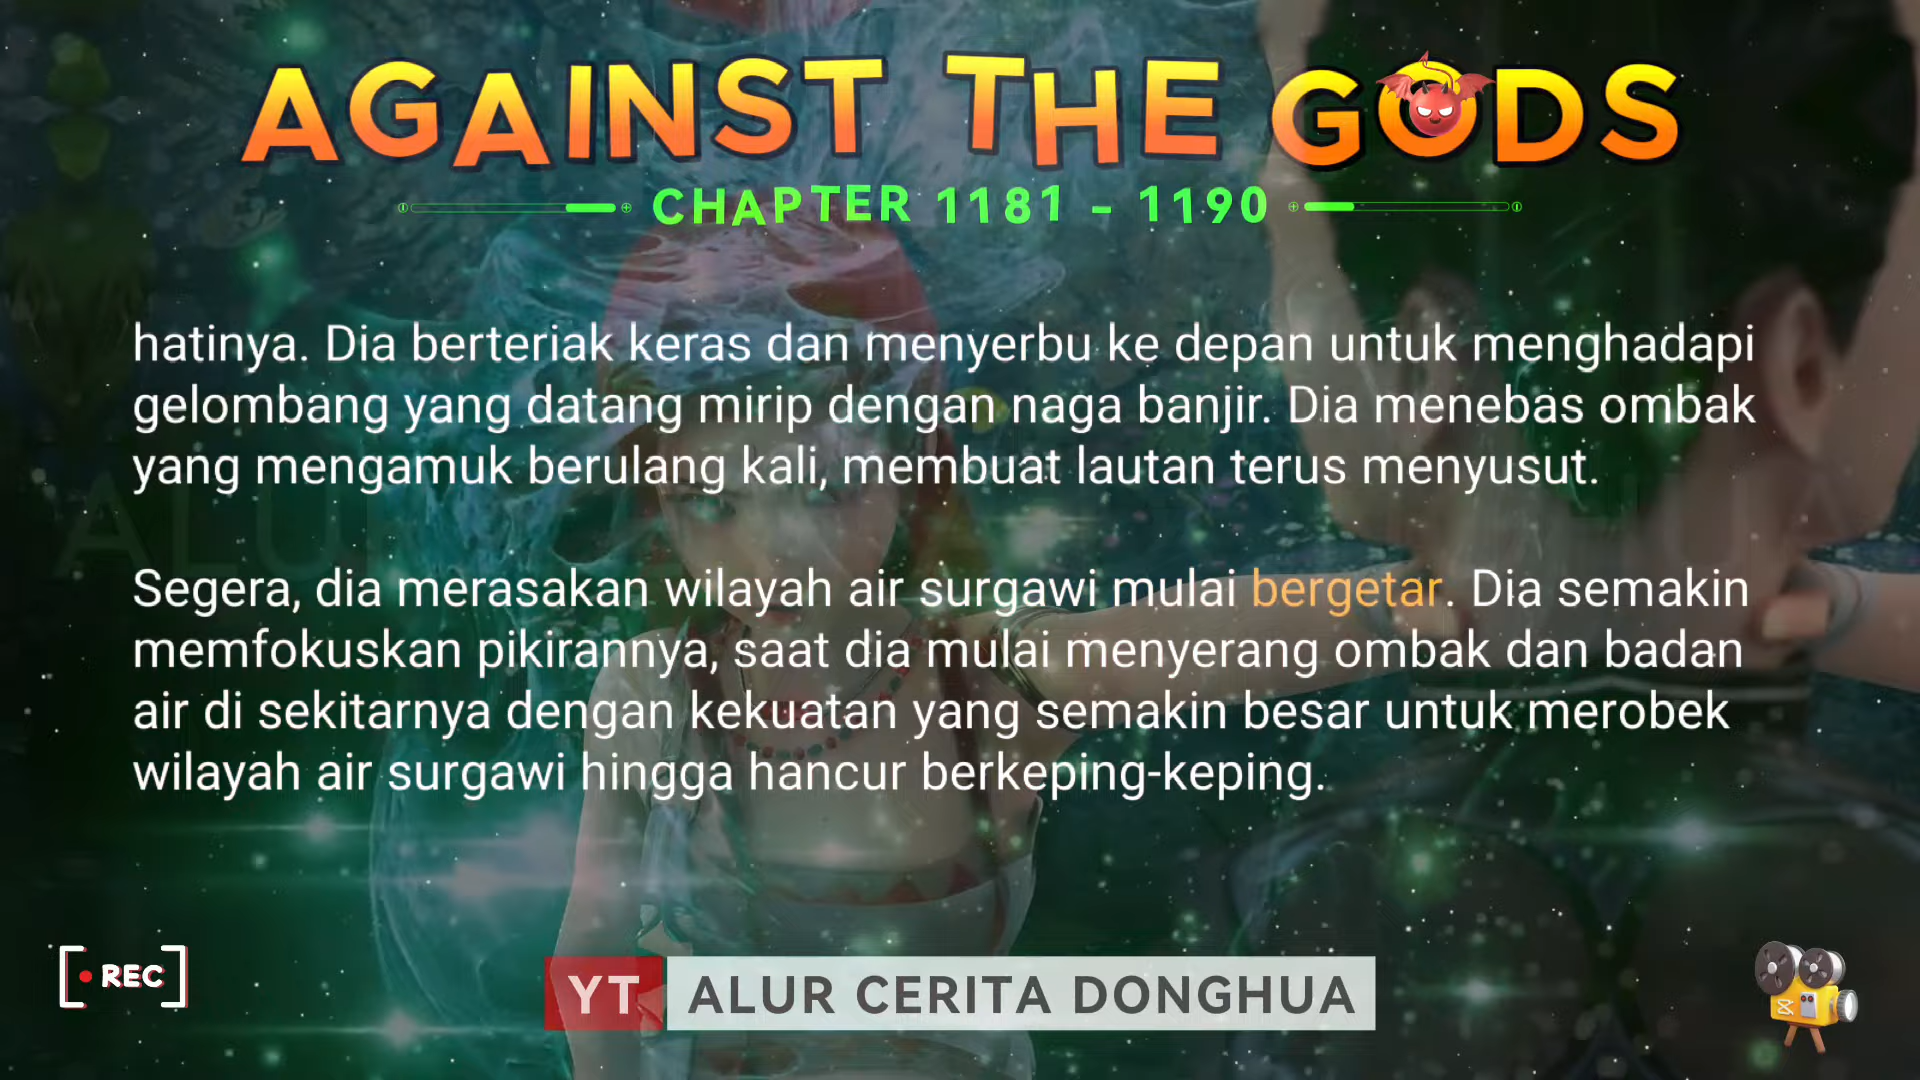 AGAINST THE GODS
CHAPTER 1181 - 1190
hatinya. Dia berteriak keras dan menyerbu ke depan untuk menghadapi
gelombang yang datang mirip dengan naga banjir. Dia menebas ombak
yang mengamuk berulang kali, membuat lautan terus menyusut.
Segera, dia merasakan wilayah air surgawi mulai bergetar. Dia semakin
memfokuskan pikirannya, saat dia mulai menyerang ombak dan badan
air di sekitarnya dengan kekuatan yang semakin besar untuk merobek
wilayah air surgawi hingga hancur berkeping-keping.
REC
YT ALUR CERITA DONGHUA